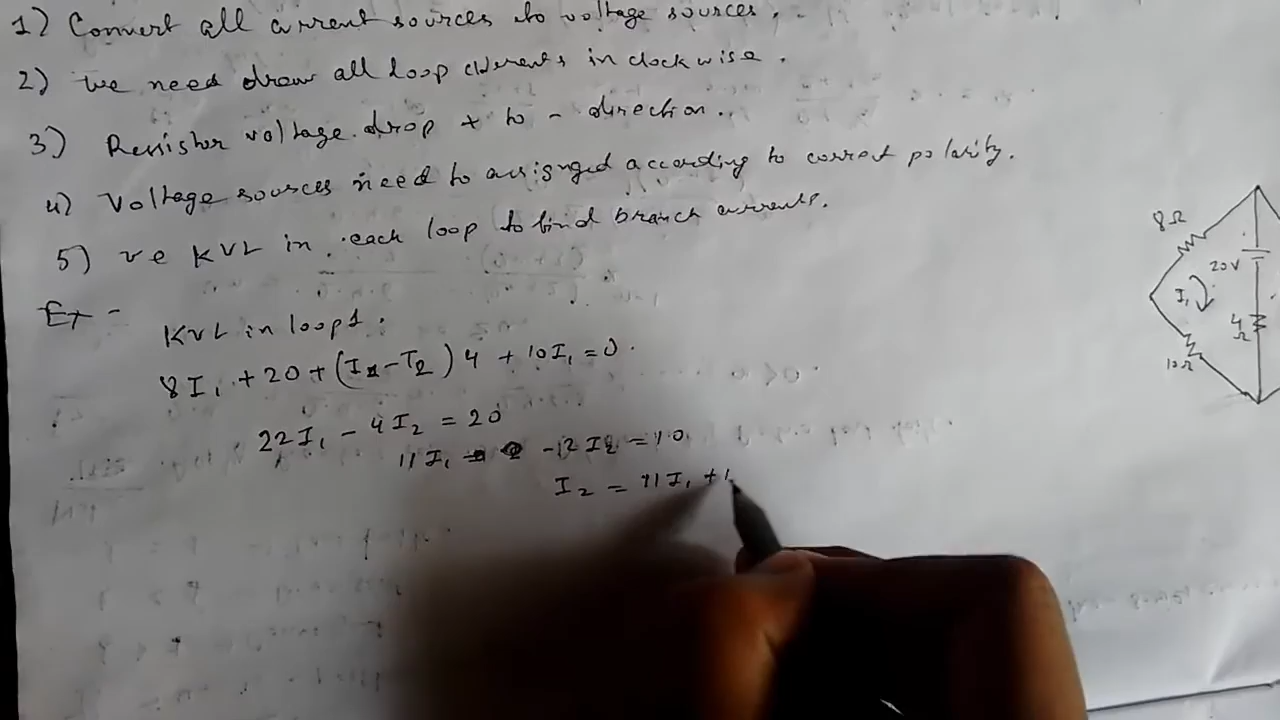 1) Convert all current sources to voltage sources.
2) We need draw all loop currents in clockwise.
3) Resistor voltage drop + to - direction.
4) Voltage sources need to assigned according to correct polarity.
5) ve KVL in each loop to find branch currents.
Ex -
KVL in loop 1.
8I₁ + 20 + (I₁ - I₂) 4 + 10I₁ = 0.
22I₁ - 4I₂ = 20
11I₁ - I2I₂ = 10
I₂ = 11I₁ +
8Ω
20V
I₁
4Ω
10Ω